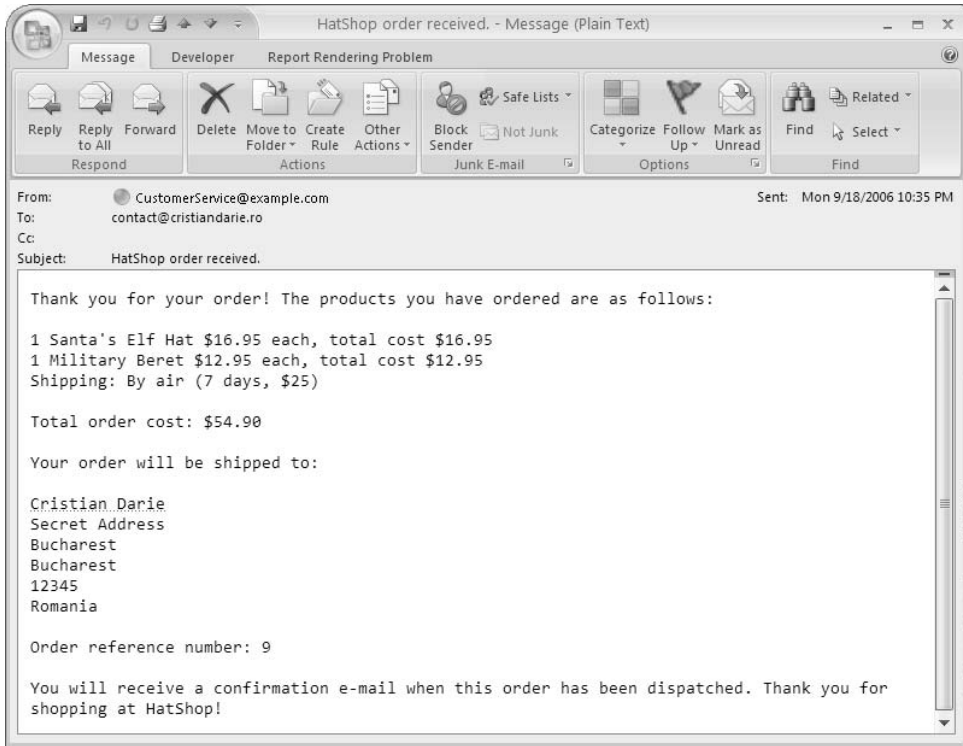 HatShop order received. - Message (Plain Text)
Message Developer Report Rendering Problem
Reply Reply to All Forward
Respond
Delete Move to Folder Create Rule Other Actions
Actions
Block Sender Safe Lists Not Junk
Junk E-mail
Categorize Follow Up Mark as Unread
Options
Find Related Select
Find
From: CustomerService@example.com Sent: Mon 9/18/2006 10:35 PM
To: contact@cristiandarie.ro
Cc:
Subject: HatShop order received.
Thank you for your order! The products you have ordered are as follows:
1 Santa's Elf Hat $16.95 each, total cost $16.95
1 Military Beret $12.95 each, total cost $12.95
Shipping: By air (7 days, $25)
Total order cost: $54.90
Your order will be shipped to:
Cristian Darie
Secret Address
Bucharest
Bucharest
12345
Romania
Order reference number: 9
You will receive a confirmation e-mail when this order has been dispatched. Thank you for
shopping at HatShop!